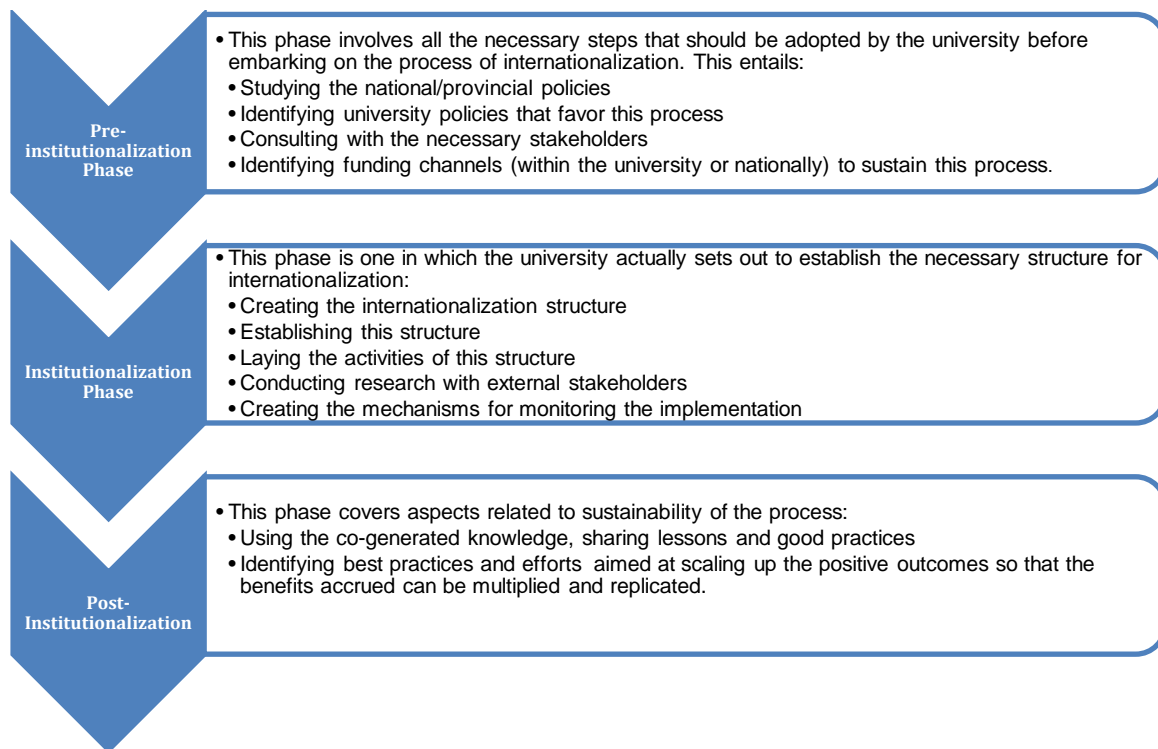 Pre-
institutionalization
Phase
• This phase involves all the necessary steps that should be adopted by the university before
embarking on the process of internationalization. This entails:
• Studying the national/provincial policies
• Identifying university policies that favor this process
• Consulting with the necessary stakeholders
• Identifying funding channels (within the university or nationally) to sustain this process.
Institutionalization
Phase
• This phase is one in which the university actually sets out to establish the necessary structure for
internationalization:
• Creating the internationalization structure
• Establishing this structure
• Laying the activities of this structure
• Conducting research with external stakeholders
• Creating the mechanisms for monitoring the implementation
Post-
Institutionalization
• This phase covers aspects related to sustainability of the process:
• Using the co-generated knowledge, sharing lessons and good practices
• Identifying best practices and efforts aimed at scaling up the positive outcomes so that the
benefits accrued can be multiplied and replicated.